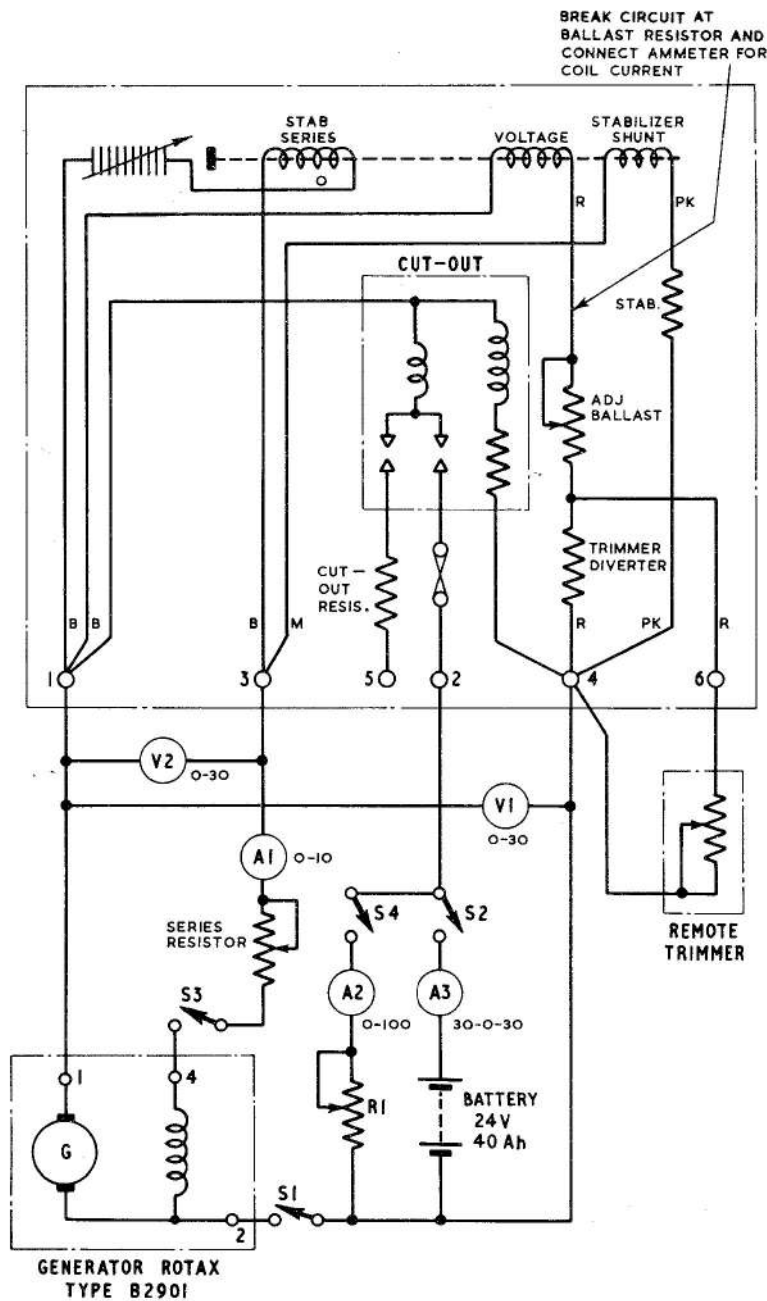 BREAK CIRCUIT AT
BALLAST RESISTOR AND
CONNECT AMMETER FOR
COIL CURRENT
STAB
SERIES
VOLTAGE
STABILIZER
SHUNT
R
PK
CUT-OUT
STAB.
ADJ
BALLAST
TRIMMER
DIVERTER
CUT-
OUT
RESIS.
B
B
B
M
R
PK
R
1
3
5
2
4
6
V2
0-30
V1
0-30
A1
0-10
SERIES
RESISTOR
S4
S2
REMOTE
TRIMMER
S3
A2
0-100
A3
30-0-30
1
4
R1
BATTERY
24V
40Ah
G
S1
2
GENERATOR ROTAX
TYPE B2901